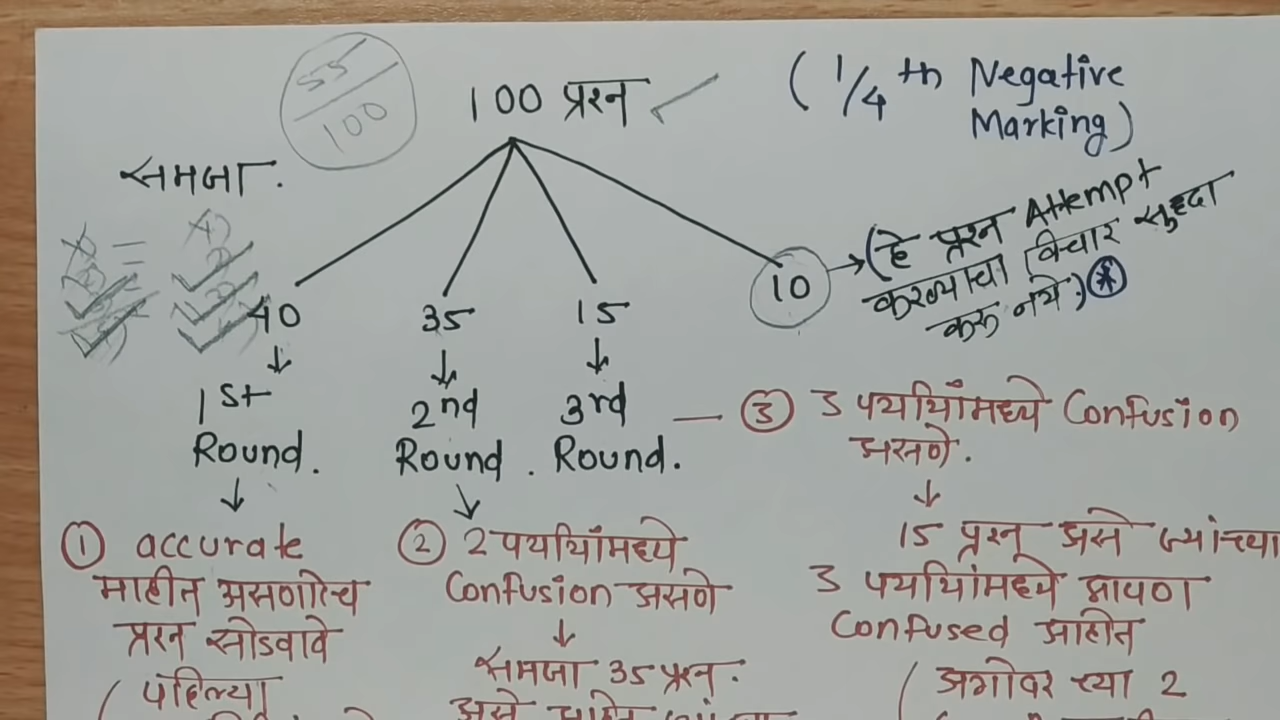 55/100
100 प्रश्न
(1/4th Negative
Marking)
समजा.
40
35
15
10
(हे प्रश्न Attempt
करण्याचा विचार सुद्धा
करू नये)*
1st
Round.
2nd
Round.
3rd
Round.
① accurate
माहीत असणारेच
प्रश्न सोडवावे
(पहिल्या
② 2 पर्यायांमध्ये
Confusion असणे
समजा 35 प्रश्न.
③ 3 पर्यायांमध्ये Confusion
असणे.
15 प्रश्न असे ज्यांच्या
3 पर्यायांमध्ये आपण
Confused आहोत
(अगोदर च्या 2